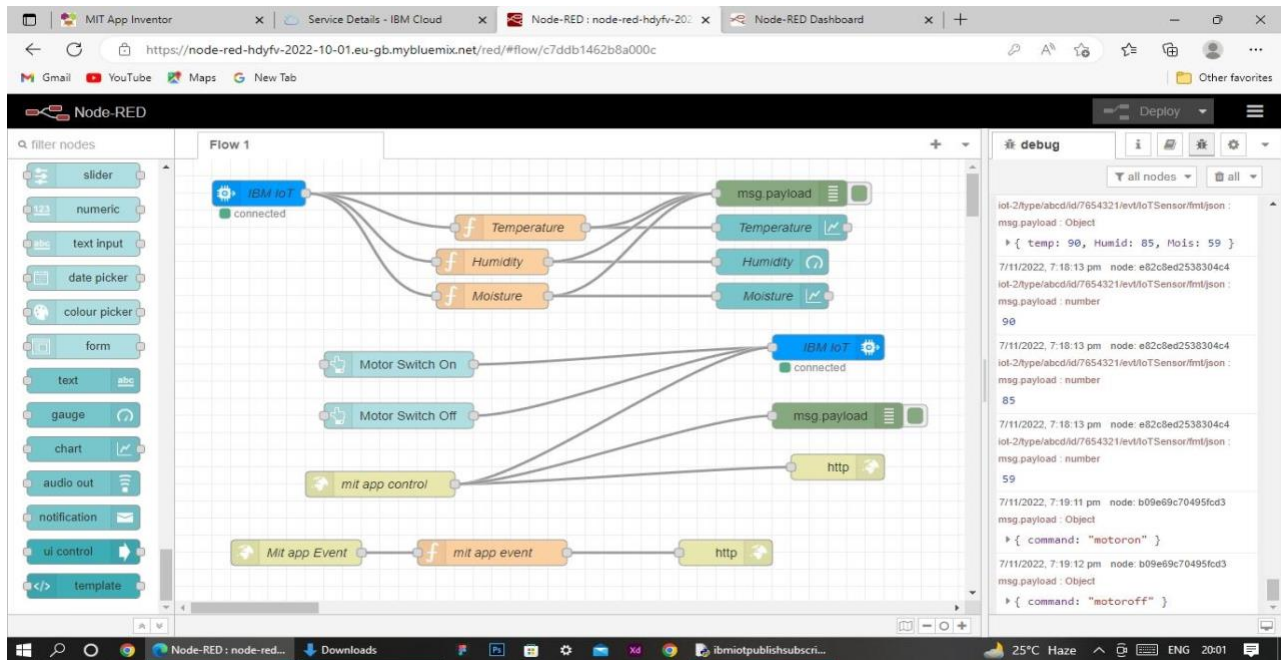 MIT App Inventor
Service Details - IBM Cloud
Node-RED : node-red-hdyfv-202
Node-RED Dashboard
https://node-red-hdyfv-2022-10-01.eu-gb.mybluemix.net/red/#flow/c7ddb1462b8a000c
Gmail YouTube Maps New Tab Other favorites
Node-RED Deploy
filter nodes
slider
numeric
text input
date picker
colour picker
form
text
gauge
chart
audio out
notification
ui control
template
Flow 1
IBM IoT
connected
Temperature
Humidity
Moisture
msg.payload
Temperature
Humidity
Moisture
Motor Switch On
Motor Switch Off
mit app control
IBM IoT
connected
msg.payload
http
Mit app Event
mit app event
http
debug
all nodes all
iot-2/type/abcd/id/7654321/evt/IoTSensor/fmt/json :
msg.payload : Object
{ temp: 90, Humid: 85, Mois: 59 }
7/11/2022, 7:18:13 pm node: e82c8ed2538304c4
iot-2/type/abcd/id/7654321/evt/IoTSensor/fmt/json :
msg.payload : number
90
7/11/2022, 7:18:13 pm node: e82c8ed2538304c4
iot-2/type/abcd/id/7654321/evt/IoTSensor/fmt/json :
msg.payload : number
85
7/11/2022, 7:18:13 pm node: e82c8ed2538304c4
iot-2/type/abcd/id/7654321/evt/IoTSensor/fmt/json :
msg.payload : number
59
7/11/2022, 7:19:11 pm node: b09e69c70495fcd3
msg.payload : Object
{ command: "motoron" }
7/11/2022, 7:19:12 pm node: b09e69c70495fcd3
msg.payload : Object
{ command: "motoroff" }
Node-RED : node-red... Downloads ibmiotpublishsubscri... 25°C Haze ENG 20:01